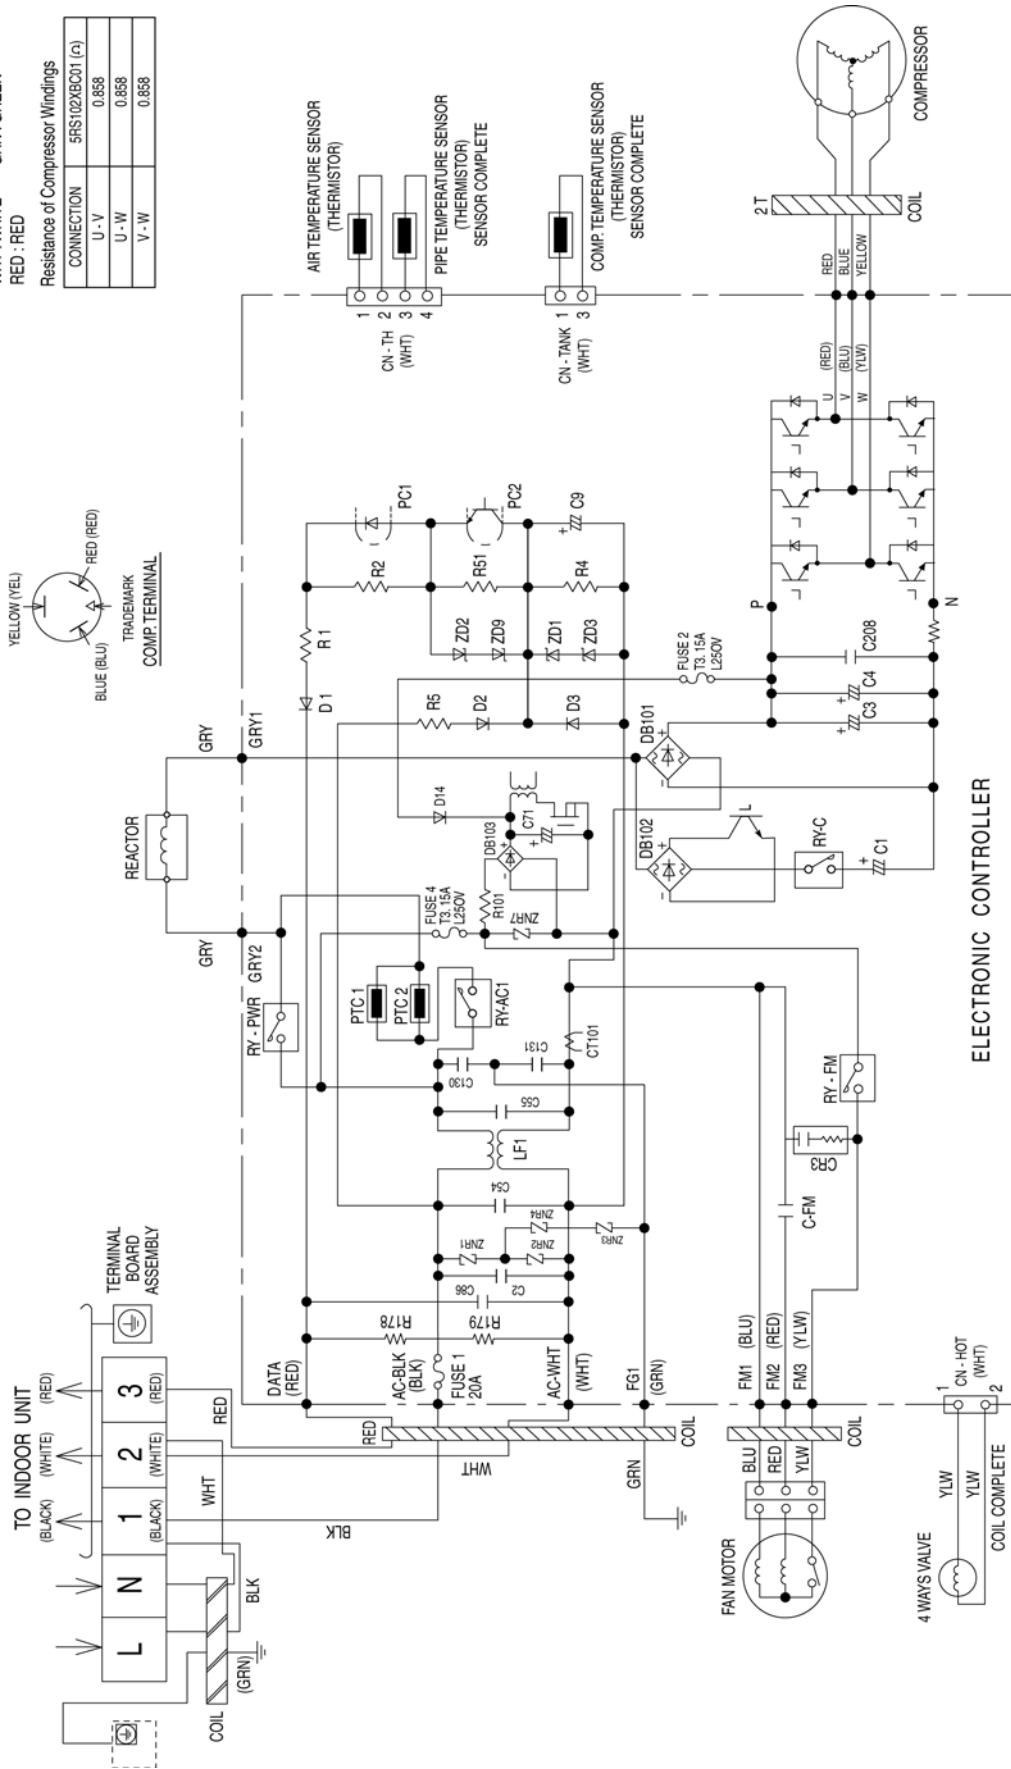 RED : RED
Resistance of Compressor Windings
CONNECTION 5RS102XBC01 (Ω)
U - V 0.858
U - W 0.858
V - W 0.858
YELLOW (YEL)
RED (RED)
BLUE (BLU)
TRADEMARK
COMP. TERMINAL
REACTOR
GRY
GRY
GRY1
GRY2
AIR TEMPERATURE SENSOR
(THERMISTOR)
PIPE TEMPERATURE SENSOR
(THERMISTOR)
SENSOR COMPLETE
1
2
3
4
CN - TH
(WHT)
COMP. TEMPERATURE SENSOR
(THERMISTOR)
SENSOR COMPLETE
1
3
CN - TANK
(WHT)
COMPRESSOR
2 T
COIL
RED
BLUE
YELLOW
(RED)
(BLU)
(YLW)
U
V
W
P
N
TO INDOOR UNIT
(BLACK)
(WHITE)
(RED)
TERMINAL
BOARD
ASSEMBLY
L
N
1
2
3
(BLACK)
(WHITE)
(RED)
COIL
(GRN)
BLK
WHT
RED
BLK
WHT
RED
GRN
COIL
DATA
(RED)
AC-BLK
(BLK)
FUSE 1
20A
AC-WHT
(WHT)
FG1
(GRN)
R178
R179
C86
C2
ZNR1
ZNR2
ZNR4
ZNR3
C54
LF1
C55
C130
C131
CT101
RY - PWR
PTC 1
PTC 2
RY-AC1
FUSE 4
T3. 15A
L250V
R101
ZNR7
DB103
+
-
C71
+
D14
D 1
R 1
R2
R51
R4
PC1
PC2
C9
+
ZD2
ZD9
ZD1
ZD3
R5
D2
D3
FUSE 2
T3. 15A
L250V
DB101
+
-
DB102
+
-
RY-C
C1
+
C3
+
C4
+
C208
RY - FM
CR3
C-FM
FM1 (BLU)
FM2 (RED)
FM3 (YLW)
BLU
RED
YLW
COIL
FAN MOTOR
4 WAYS VALVE
YLW
YLW
COIL COMPLETE
1
2
CN - HOT
(WHT)
ELECTRONIC CONTROLLER